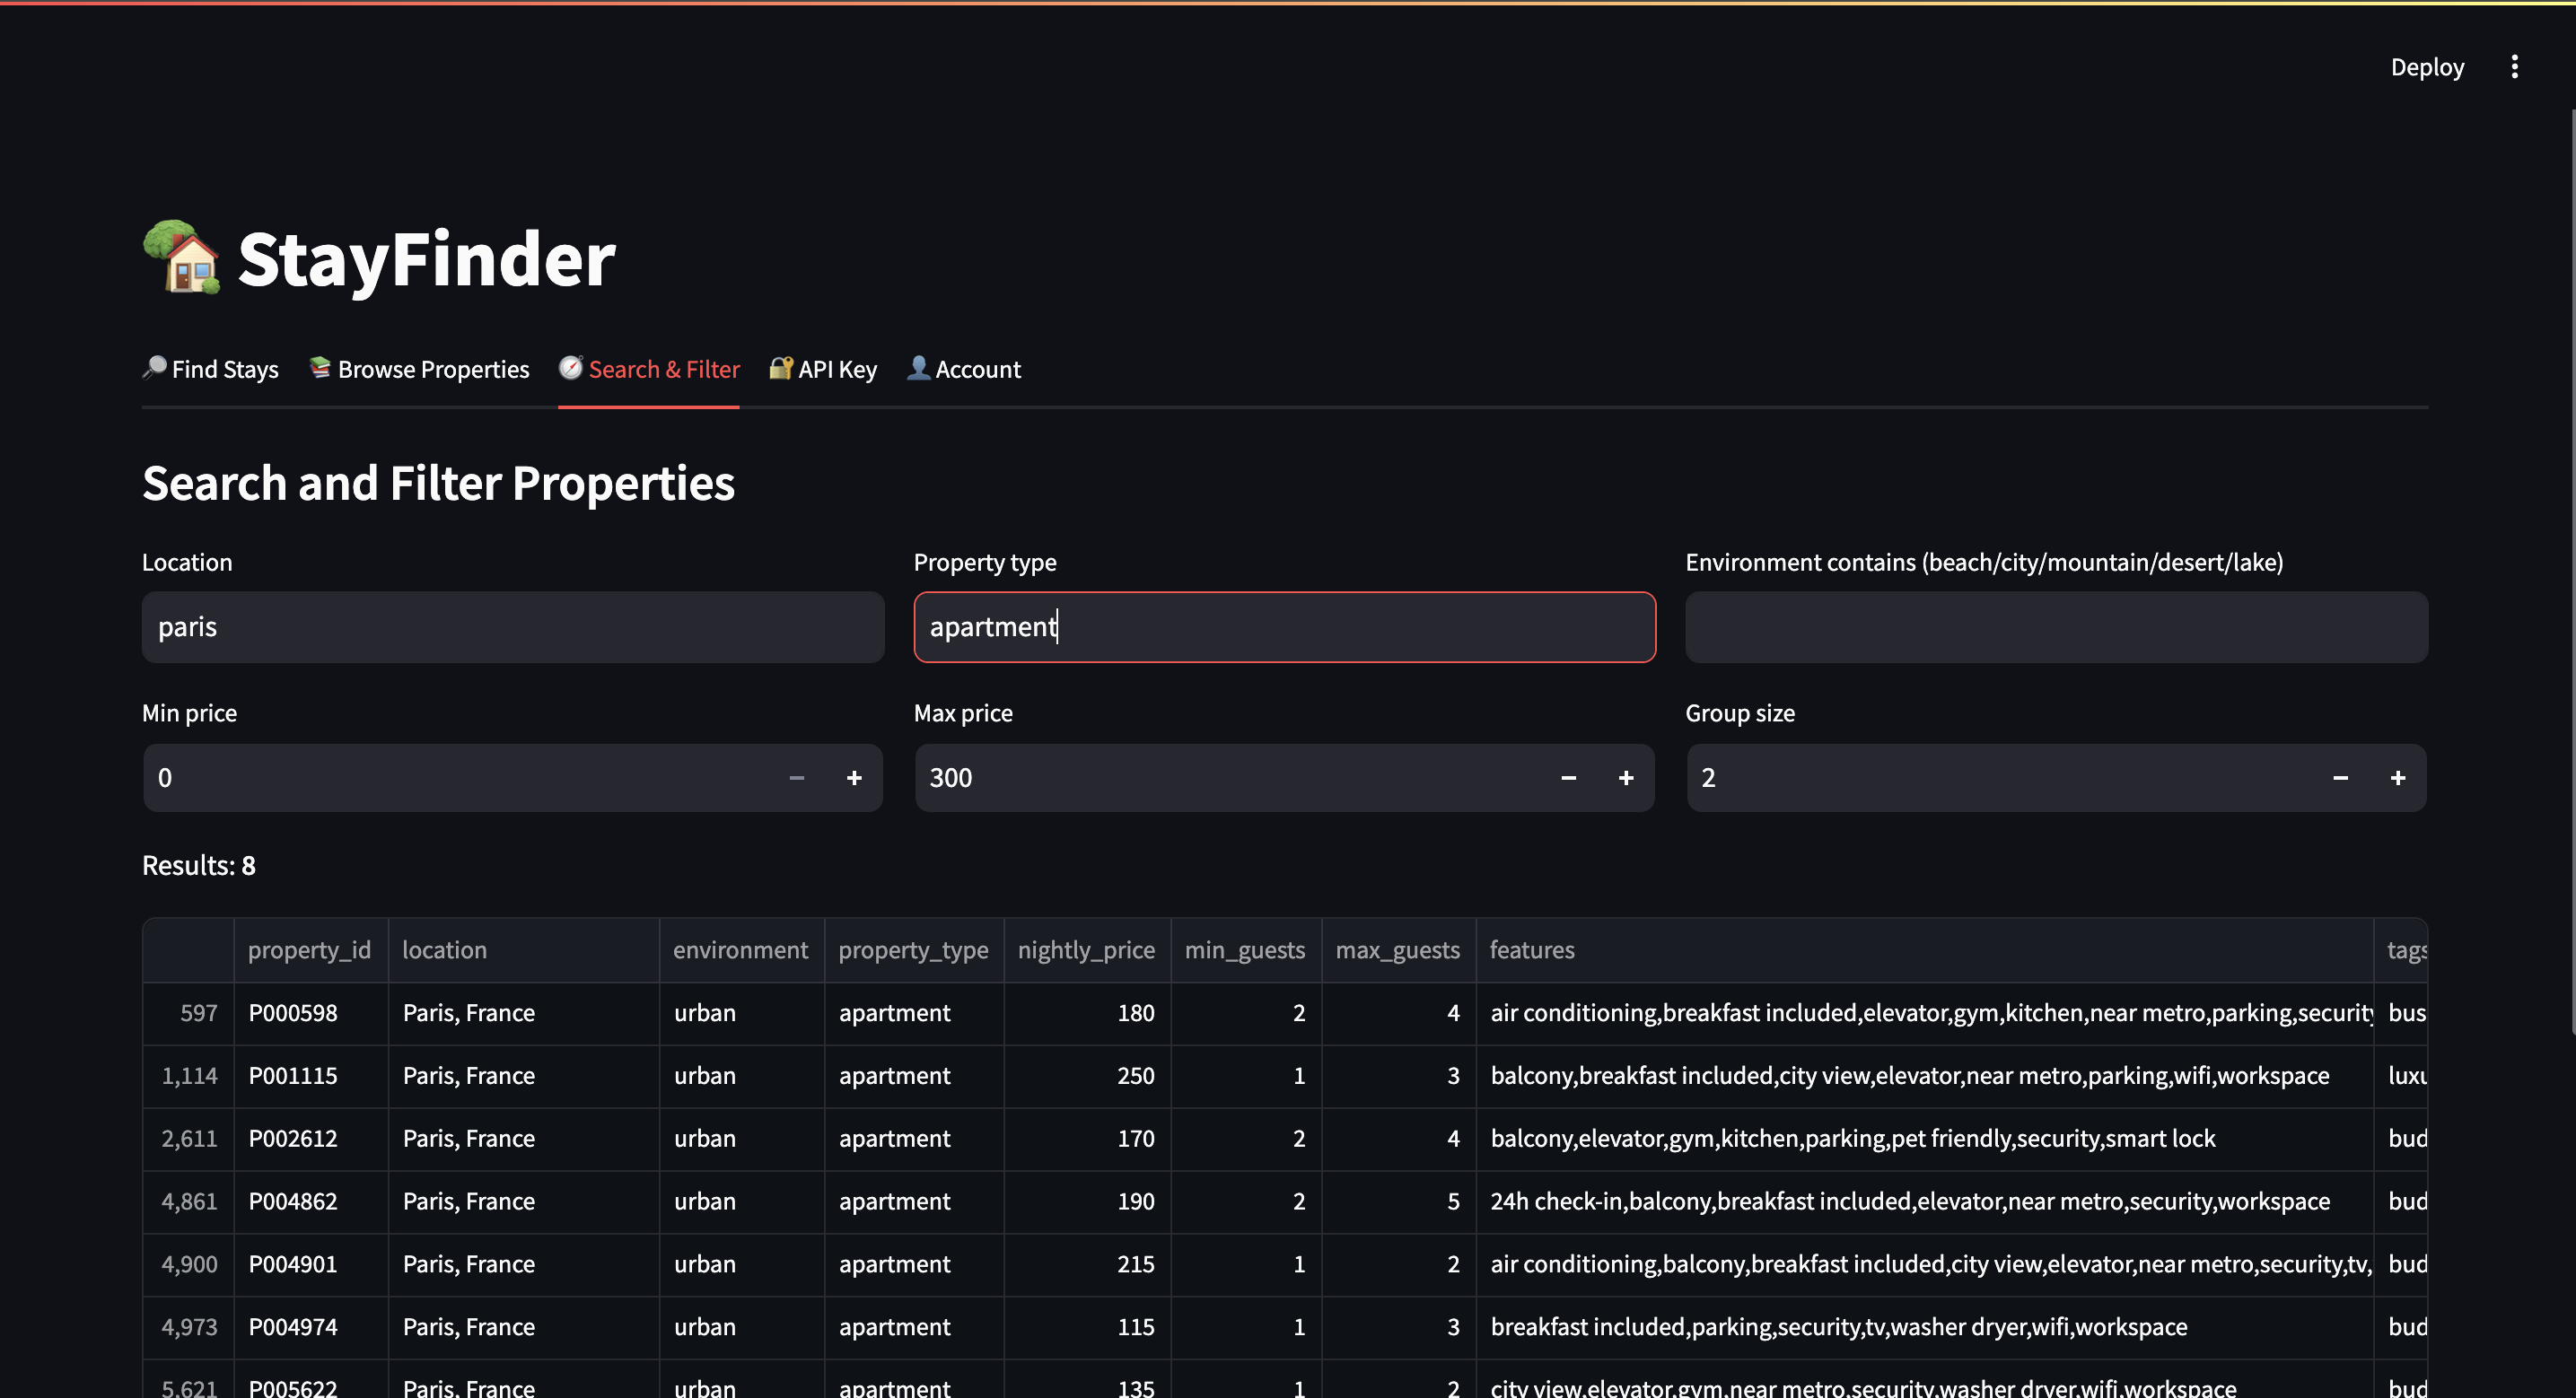 Deploy
StayFinder
Find Stays Browse Properties Search & Filter API Key Account
Search and Filter Properties
Location Property type Environment contains (beach/city/mountain/desert/lake)
paris apartment
Min price Max price Group size
0 − + 300 − + 2 − +
Results: 8
property_id location environment property_type nightly_price min_guests max_guests features tags
597 P000598 Paris, France urban apartment 180 2 4 air conditioning,breakfast included,elevator,gym,kitchen,near metro,parking,security bus
1,114 P001115 Paris, France urban apartment 250 1 3 balcony,breakfast included,city view,elevator,near metro,parking,wifi,workspace luxu
2,611 P002612 Paris, France urban apartment 170 2 4 balcony,elevator,gym,kitchen,parking,pet friendly,security,smart lock bud
4,861 P004862 Paris, France urban apartment 190 2 5 24h check-in,balcony,breakfast included,elevator,near metro,security,workspace bud
4,900 P004901 Paris, France urban apartment 215 1 2 air conditioning,balcony,breakfast included,city view,elevator,near metro,security,tv, bud
4,973 P004974 Paris, France urban apartment 115 1 3 breakfast included,parking,security,tv,washer dryer,wifi,workspace bud
5,621 P005622 Paris, France urban apartment 135 1 2 city view,elevator,gym,near metro,security,washer dryer,wifi,workspace bud